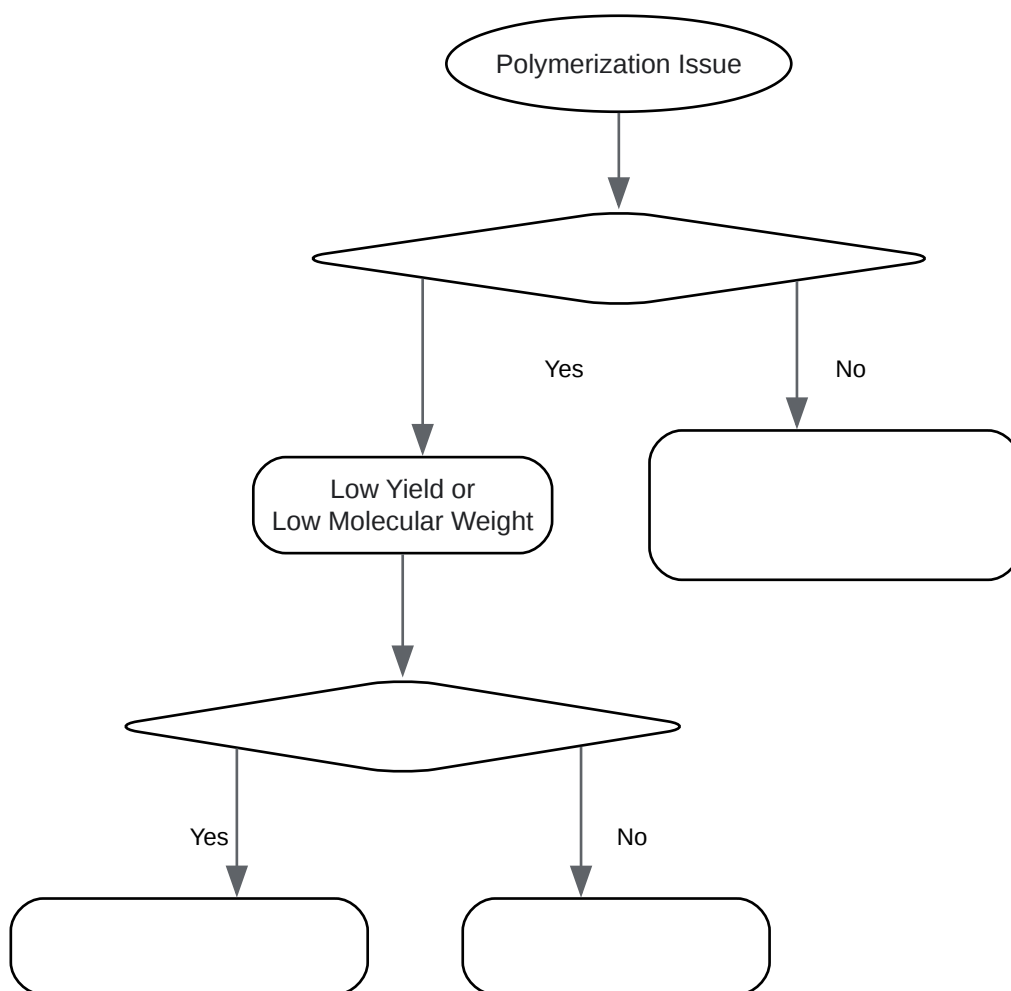 Polymerization Issue
Yes
No
Low Yield or
Low Molecular Weight
Yes
No